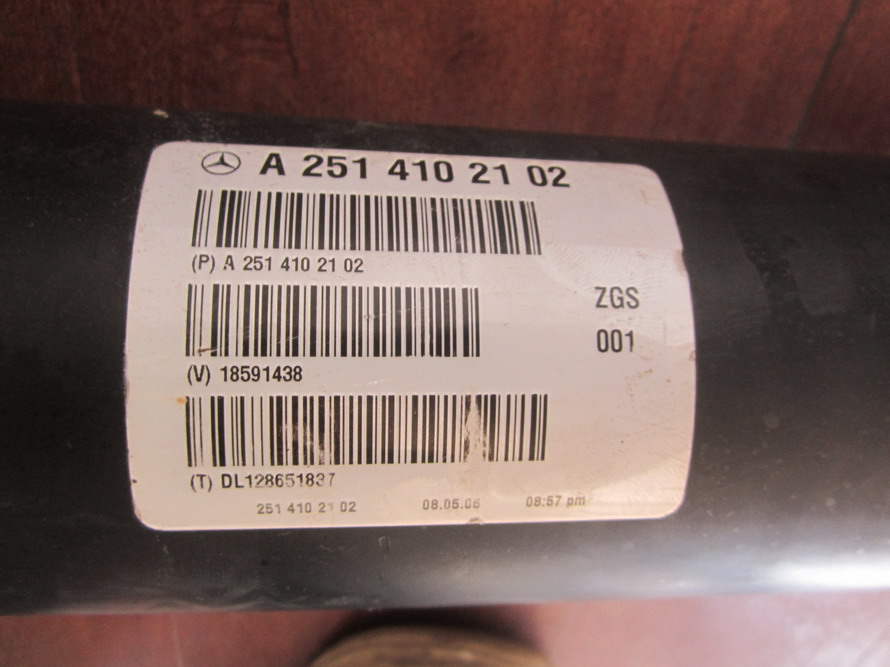 A 251 410 21 02
(P) A 251 410 21 02
ZGS
001
(V) 18591438
(T) DL128651837
251 410 21 02 08.05.06 08:57 pm